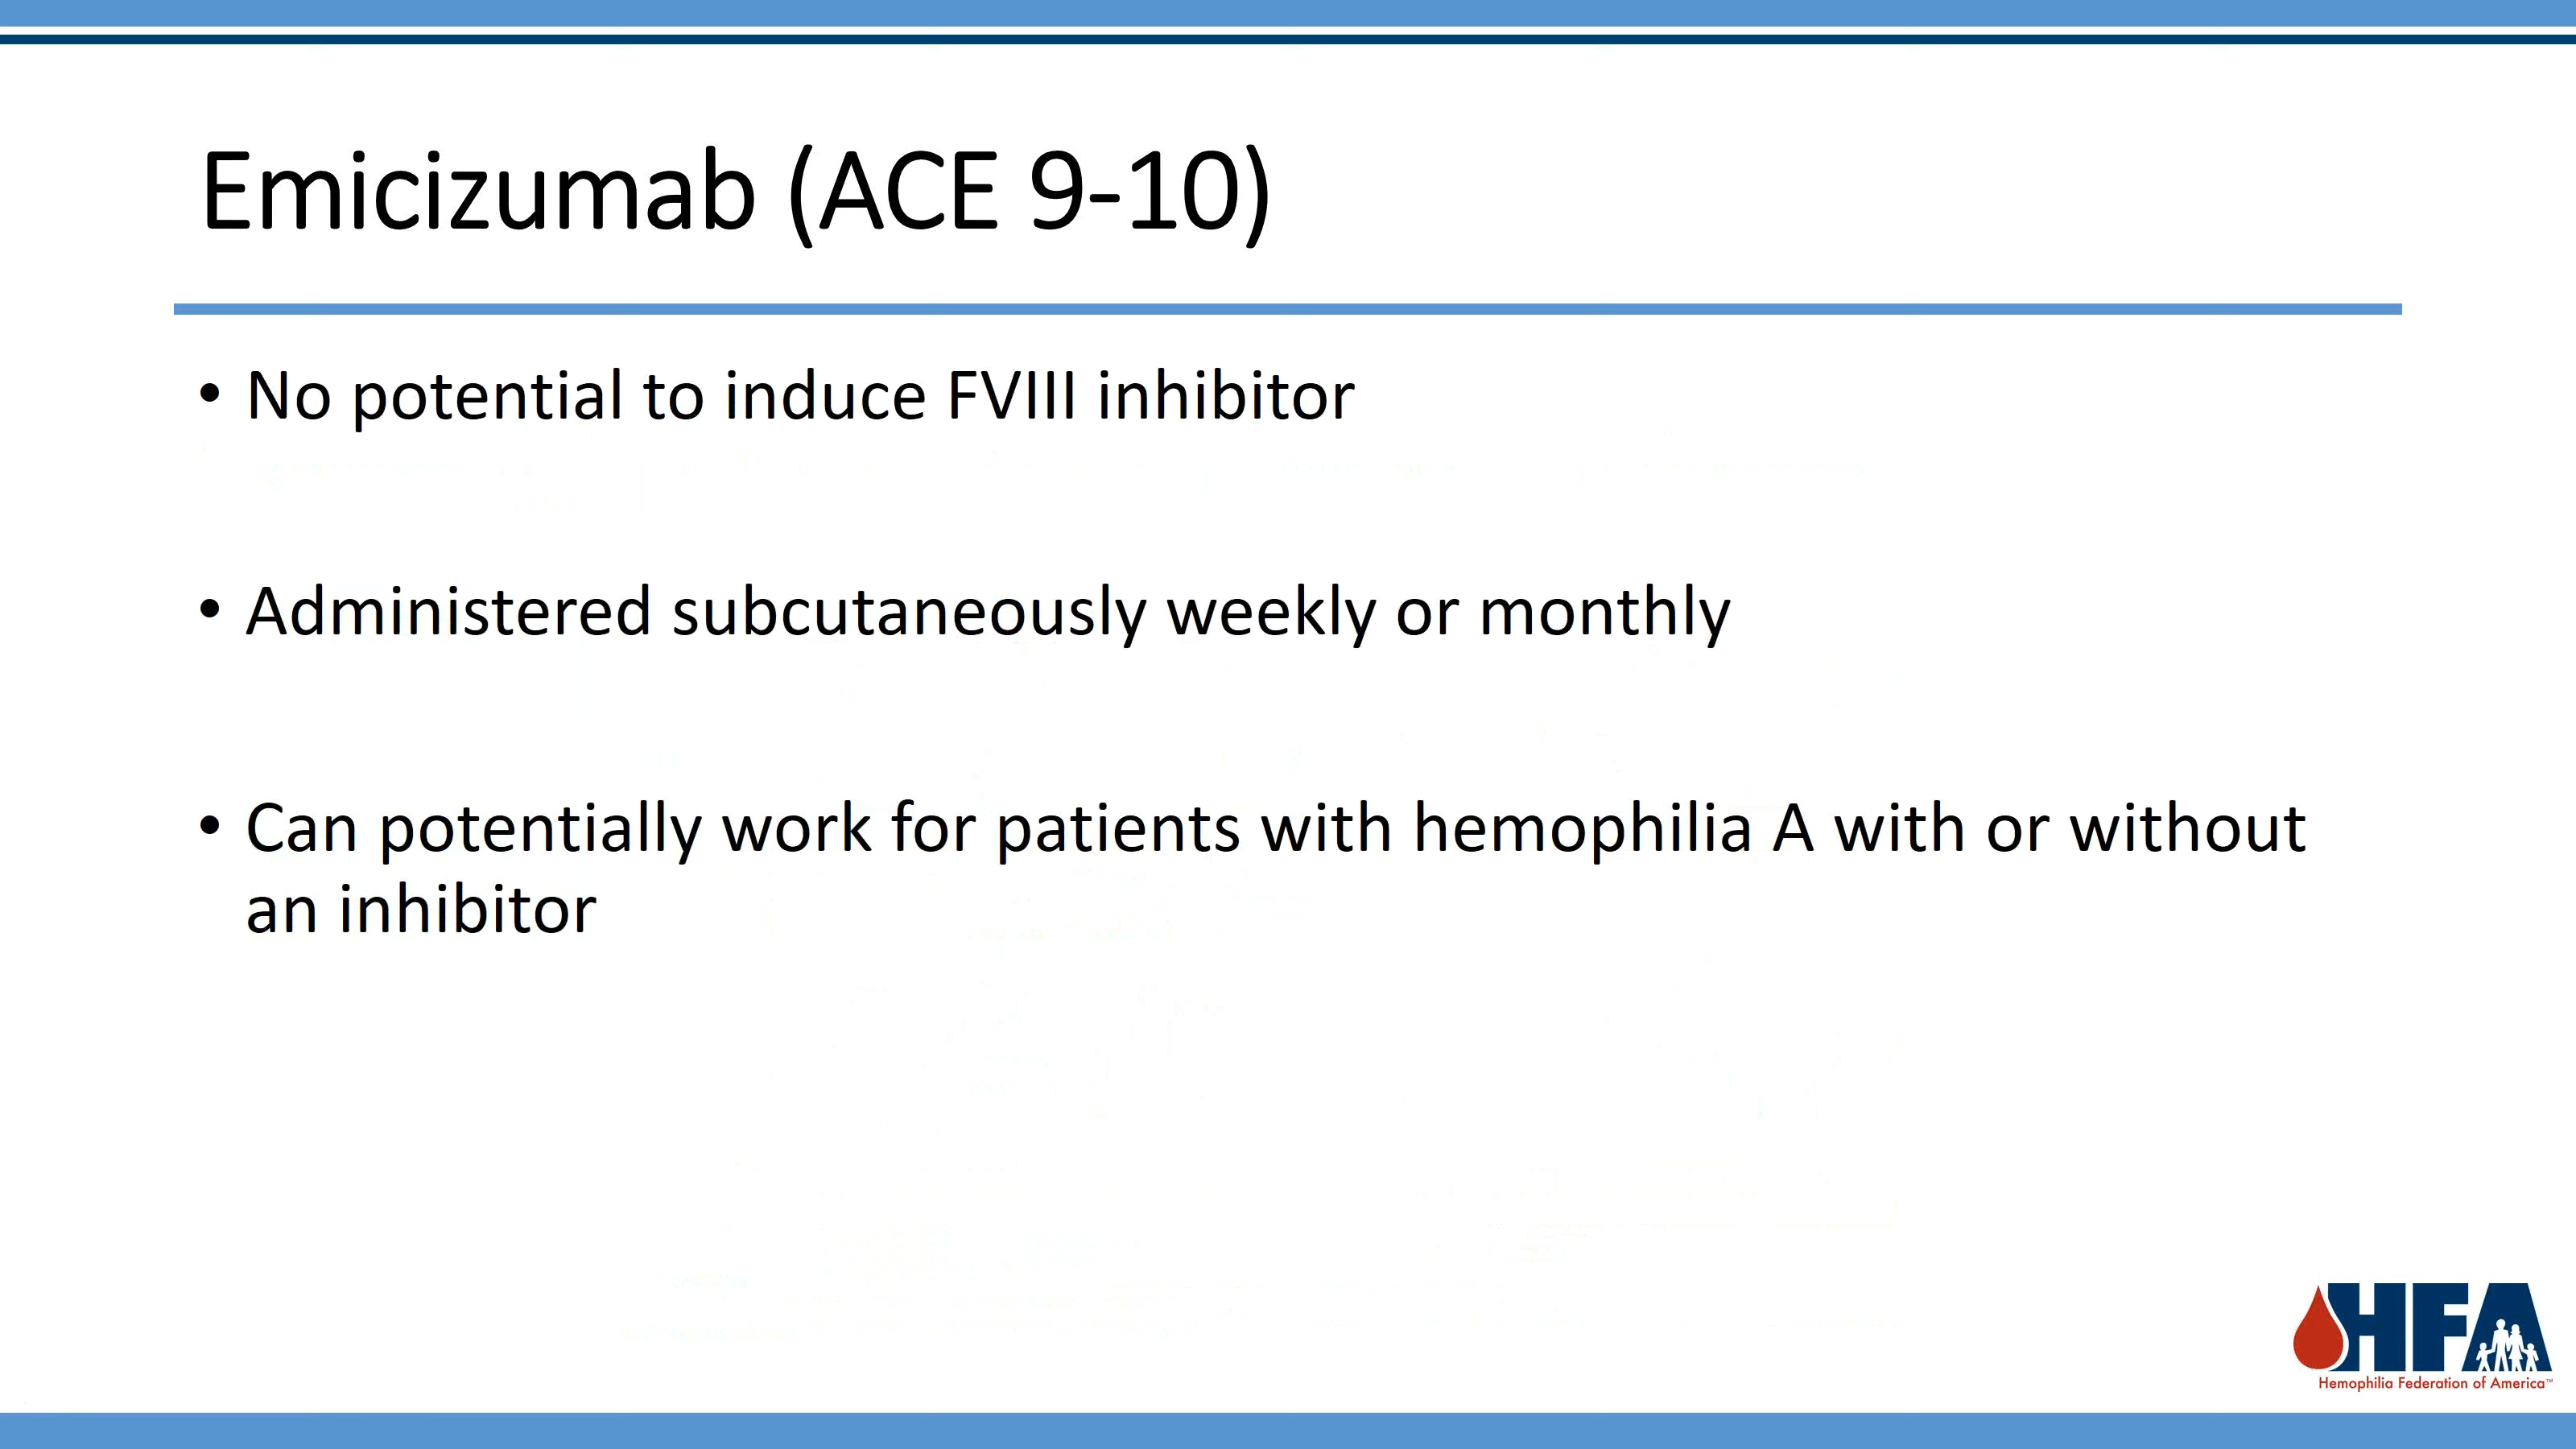 Emicizumab (ACE 9-10)
• No potential to induce FVIII inhibitor
• Administered subcutaneously weekly or monthly
• Can potentially work for patients with hemophilia A with or without
an inhibitor
HFA
Hemophilia Federation of America™